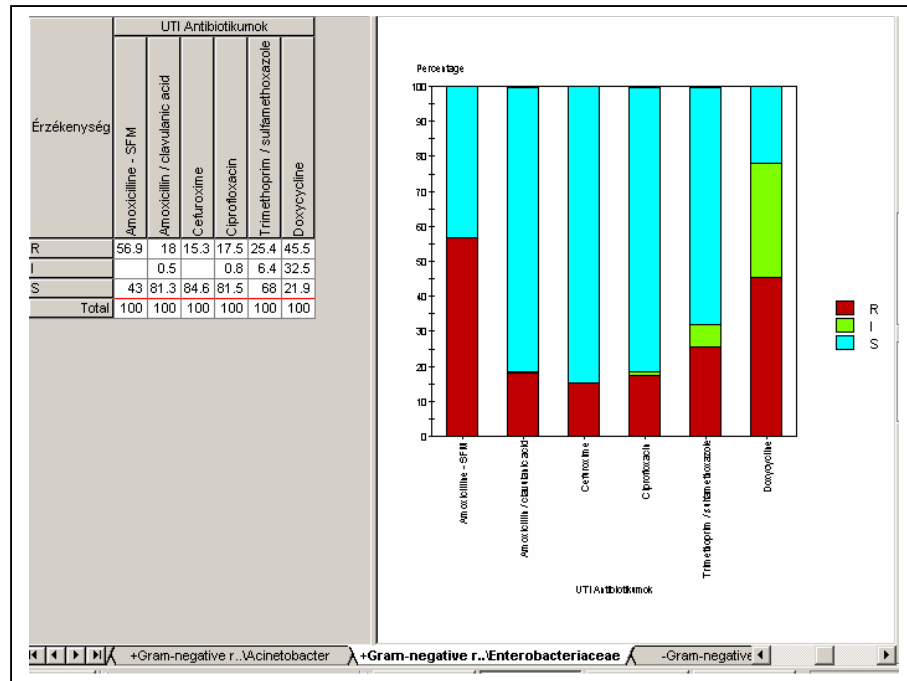 UTI Antibiotikumok
Érzékenység
Amoxicilline - SFM
Amoxicillin / clavulanic acid
Cefuroxime
Ciprofloxacin
Trimethoprim / sulfamethoxazole
Doxycycline
R 56.9 18 15.3 17.5 25.4 45.5
I 0.5 0.8 6.4 32.5
S 43 81.3 84.6 81.5 68 21.9
Total 100 100 100 100 100 100
Percentage
100
90
80
70
60
50
40
30
20
10
0
Amoxicilline - SFM
Amoxicillin / clavulanic acid
Cefuroxime
Ciprofloxacin
Trimethoprim / sulfamethoxazole
Doxycycline
UTI Antibiotikumok
R
I
S
+Gram-negative r..\Acinetobacter
+Gram-negative r..\Enterobacteriaceae
-Gram-negative